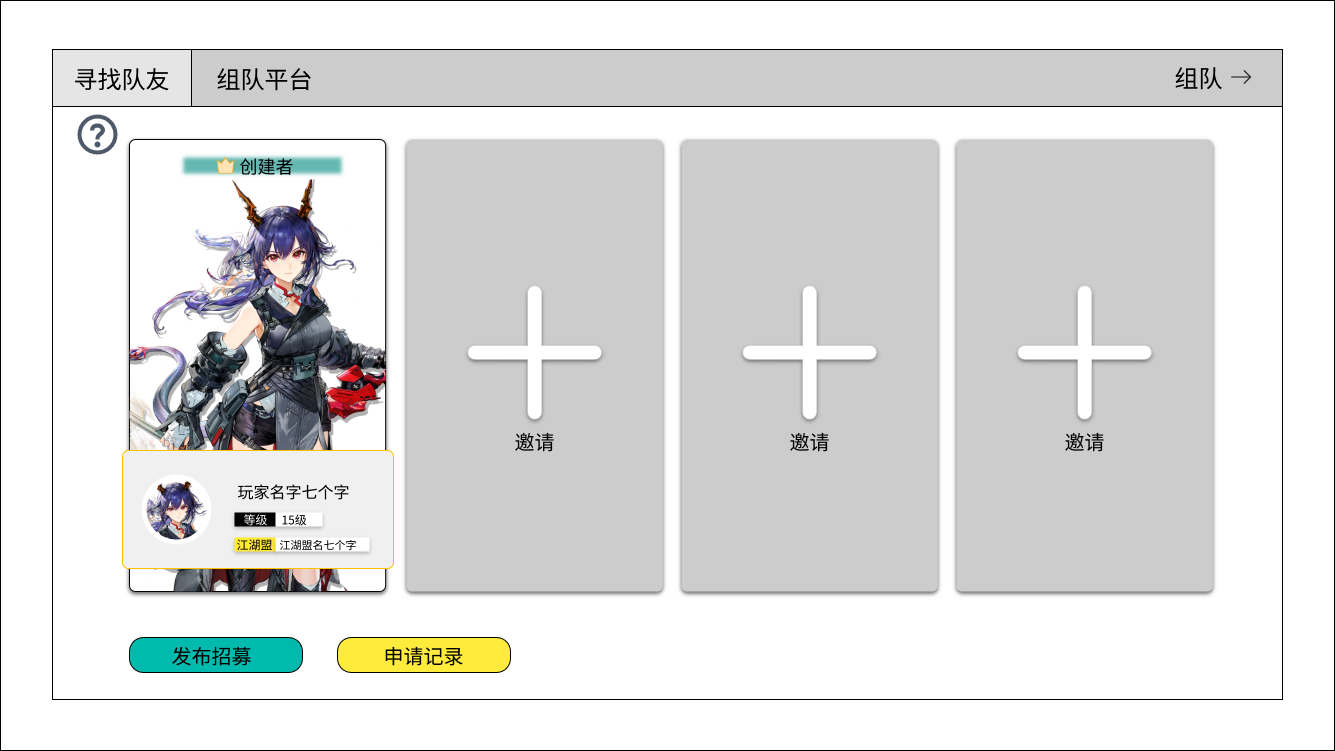 寻找队友
组队平台
组队
创建者
邀请
邀请
邀请
玩家名字七个字
等级 15级
江湖盟 江湖盟名七个字
发布招募
申请记录